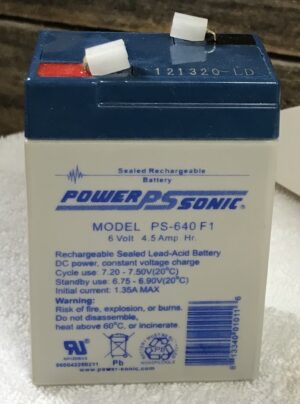 121320-LD
Sealed Rechargeable
Battery
POWER PS SONIC®
MODEL PS-640 F1
6 Volt 4.5 Amp. Hr.
Rechargeable Sealed Lead-Acid Battery
DC power, constant voltage charge
Cycle use: 7.20 - 7.50V(20°C)
Standby use: 6.75 - 6.90V(20°C)
Initial current: 1.35A MAX
Warning:
Risk of fire, explosion, or burns.
Do not disassemble,
heat above 60°C, or incinerate.
Pb
www.power-sonic.com